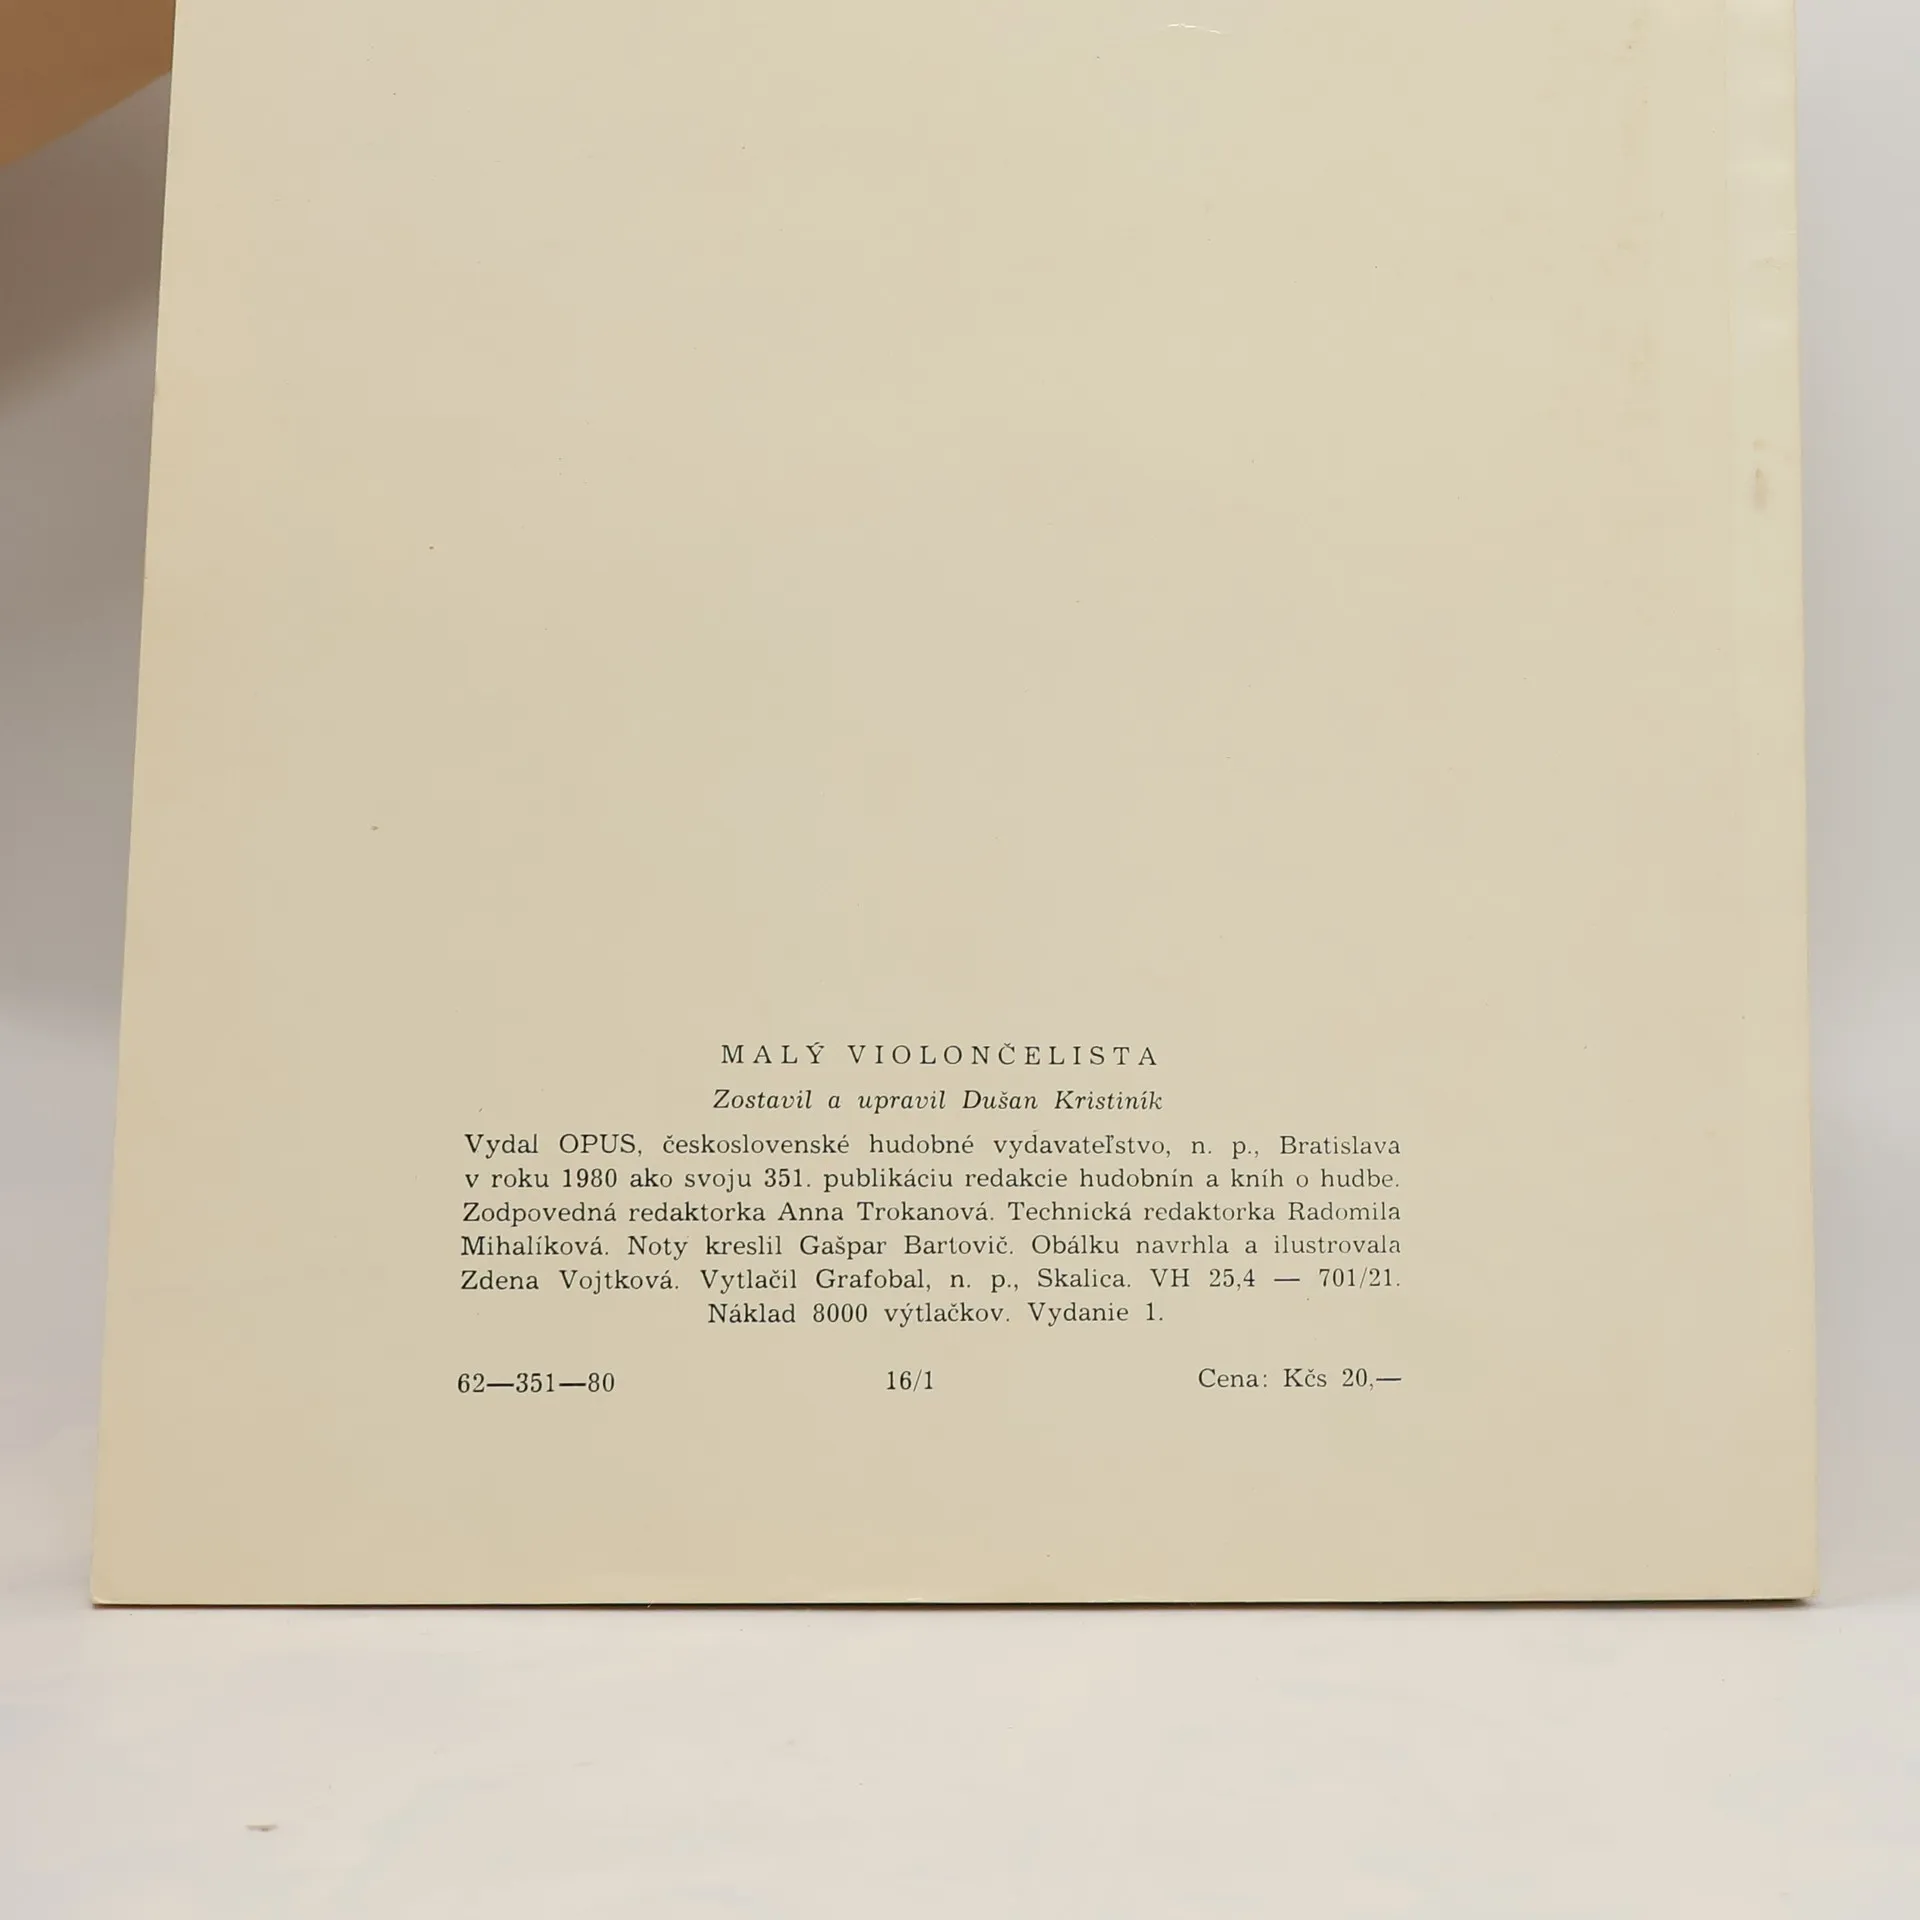 MALÝ VIOLONČELISTA
Zostavil a upravil Dušan Kristiník
Vydal OPUS, československé hudobné vydavateľstvo, n. p., Bratislava
v roku 1980 ako svoju 351. publikáciu redakcie hudobnín a kníh o hudbe.
Zodpovedná redaktorka Anna Trokanová. Technická redaktorka Radomila
Mihalíková. Noty kreslil Gašpar Bartovič. Obálku navrhla a ilustrovala
Zdena Vojtková. Vytlačil Grafobal, n. p., Skalica. VH 25,4 — 701/21.
Náklad 8000 výtlačkov. Vydanie 1.
62—351—80 16/1 Cena: Kčs 20,—